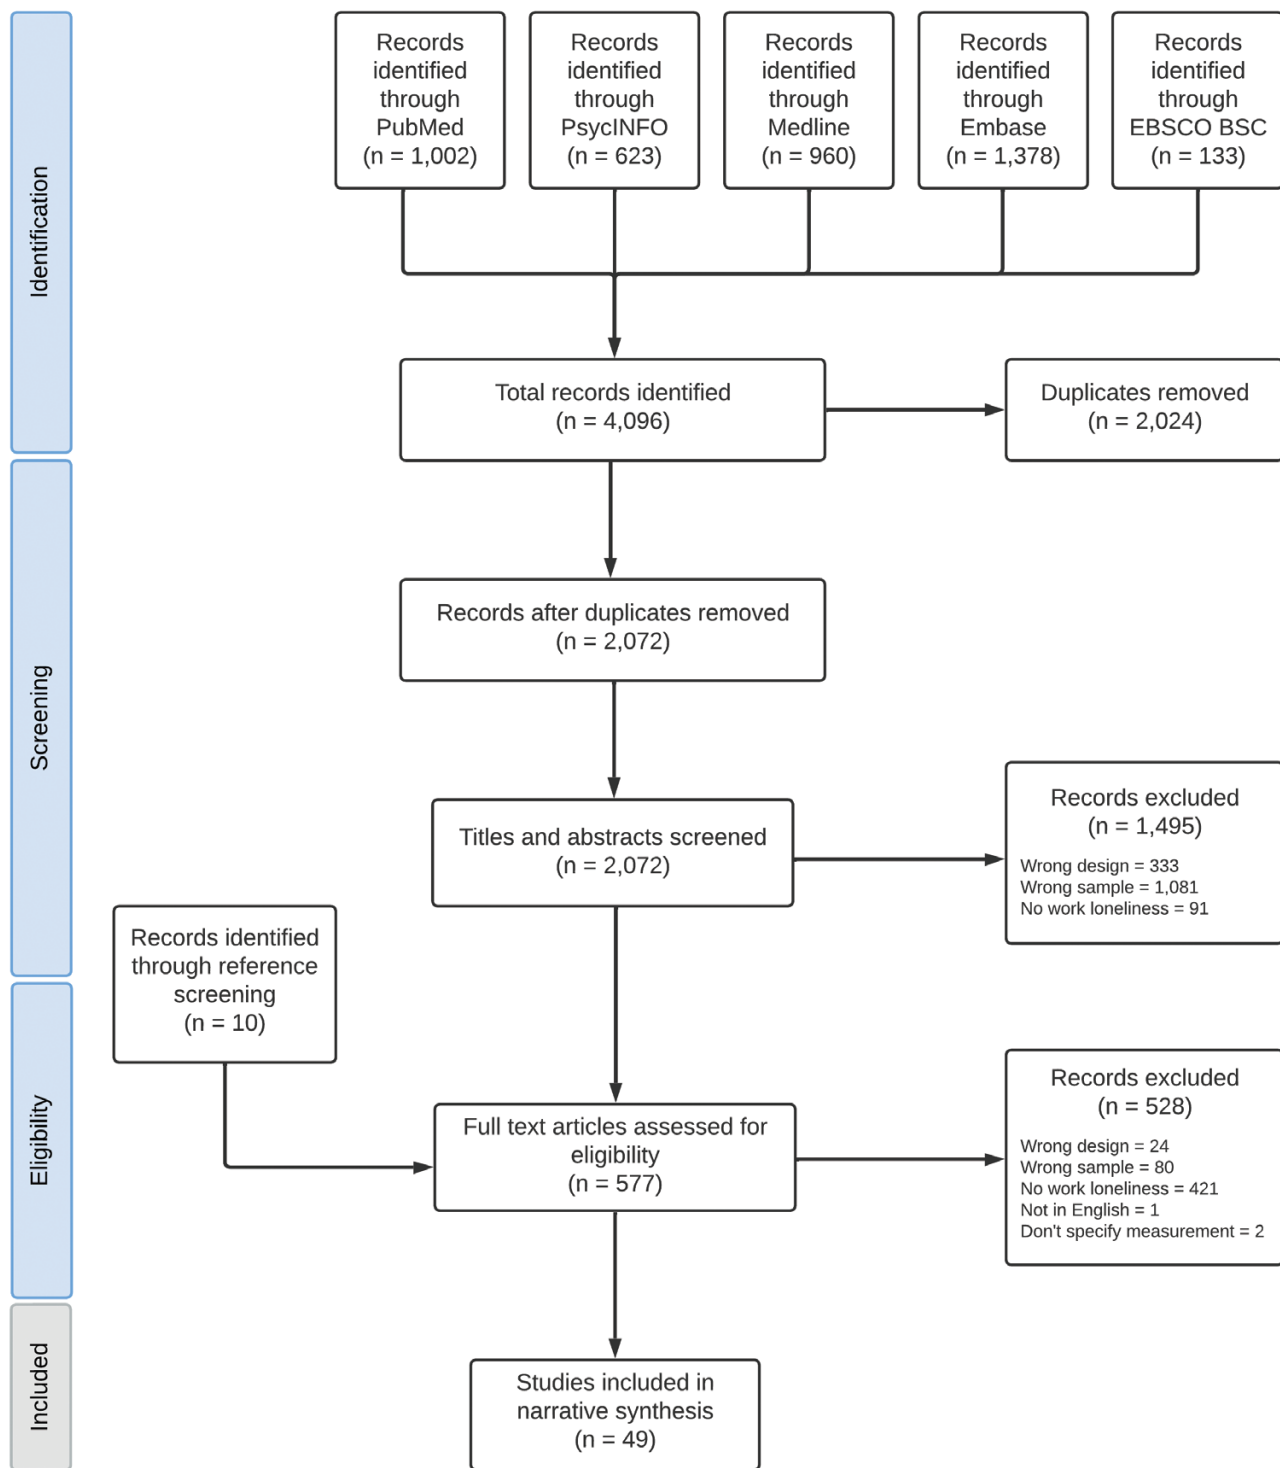 Identification
Records
identified
through
PubMed
(n = 1,002)
Records
identified
through
PsycINFO
(n = 623)
Records
identified
through
Medline
(n = 960)
Records
identified
through
Embase
(n = 1,378)
Records
identified
through
EBSCO BSC
(n = 133)
Total records identified
(n = 4,096)
Duplicates removed
(n = 2,024)
Screening
Records after duplicates removed
(n = 2,072)
Titles and abstracts screened
(n = 2,072)
Records excluded
(n = 1,495)
Wrong design = 333
Wrong sample = 1,081
No work loneliness = 91
Records identified
through reference
screening
(n = 10)
Eligibility
Full text articles assessed for
eligibility
(n = 577)
Records excluded
(n = 528)
Wrong design = 24
Wrong sample = 80
No work loneliness = 421
Not in English = 1
Don't specify measurement = 2
Included
Studies included in
narrative synthesis
(n = 49)